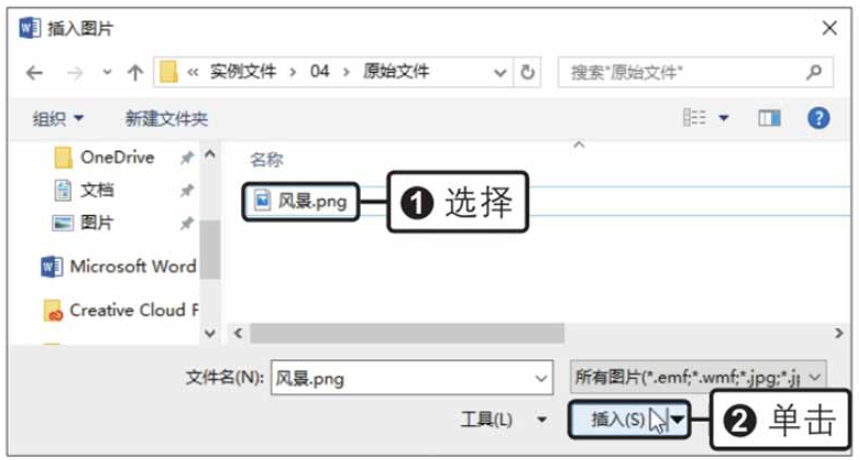 插入图片
« 实例文件 › 04 › 原始文件
搜索"原始文件"
组织
新建文件夹
OneDrive
文档
图片
Microsoft Word
Creative Cloud F
名称
风景.png
❶ 选择
文件名(N):
风景.png
所有图片(*.emf;*.wmf;*.jpg;*.j
工具(L)
插入(S)
❷ 单击